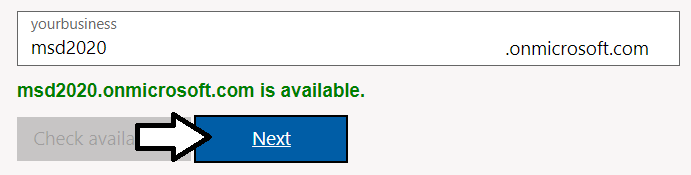 yourbusiness
msd2020 .onmicrosoft.com
msd2020.onmicrosoft.com is available.
Check Next